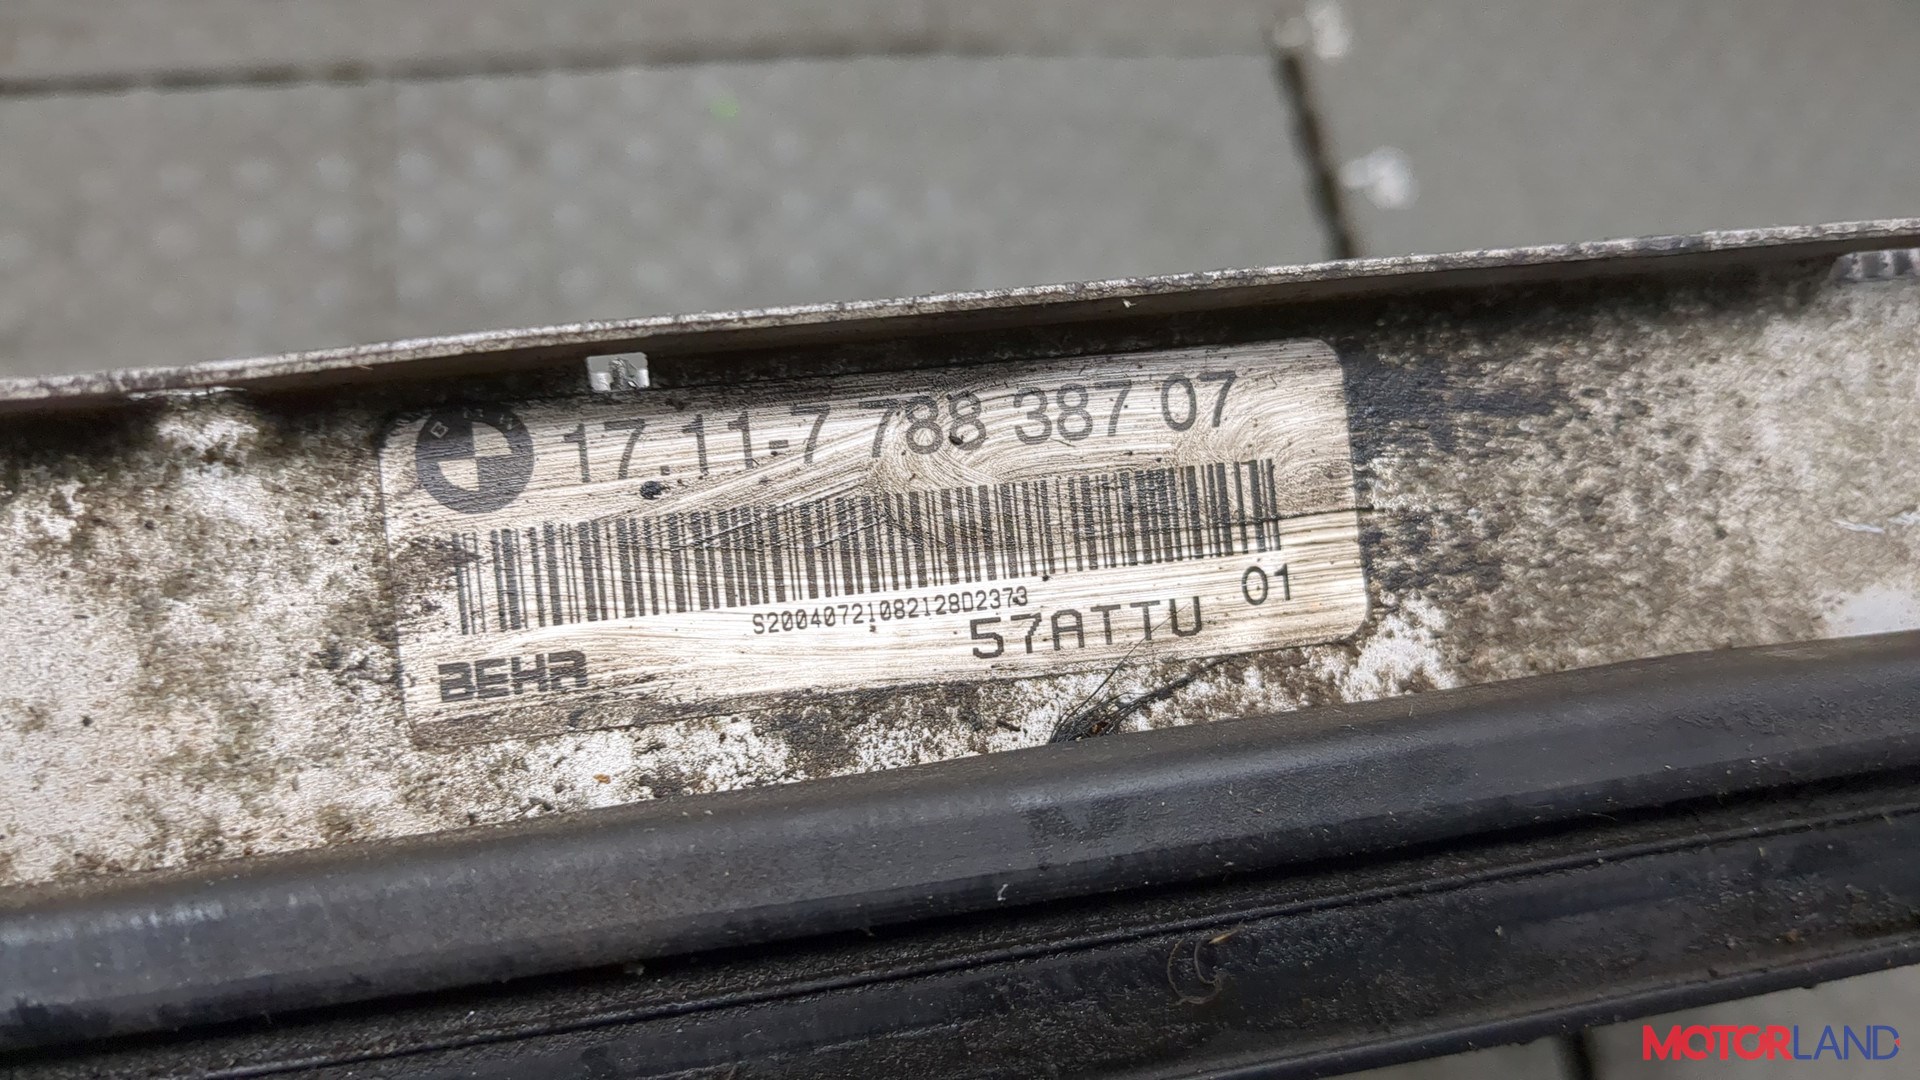 17.11-7 788 387 07
S20040721082128D2373
01
57ATTU
BEHR
MOTORLAND